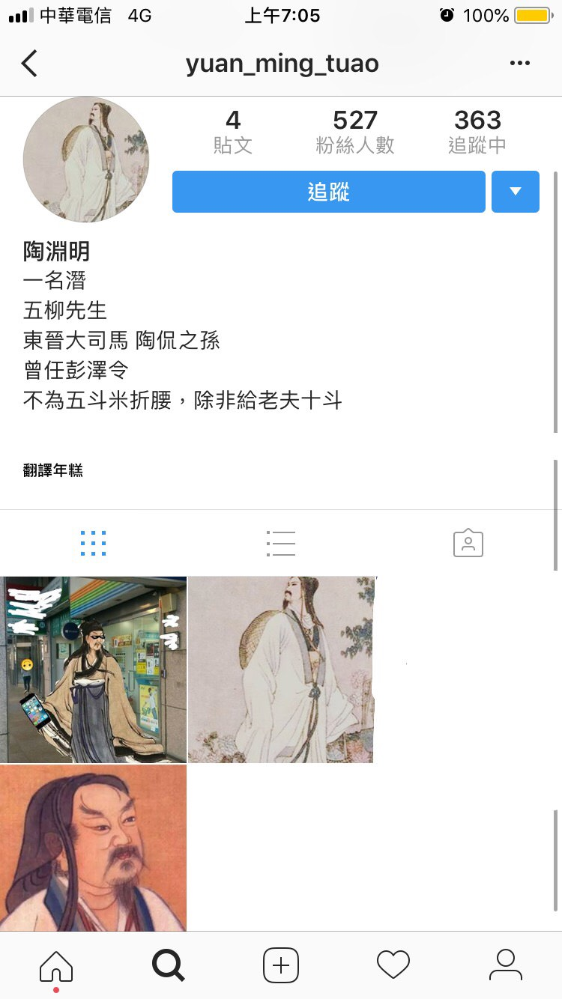 中華電信 4G 上午7:05 100%
yuan_ming_tuao
4 527 363
貼文 粉絲人數 追蹤中
追蹤
陶淵明
一名潛
五柳先生
東晉大司馬 陶侃之孫
曾任彭澤令
不為五斗米折腰，除非給老夫十斗
翻譯年糕